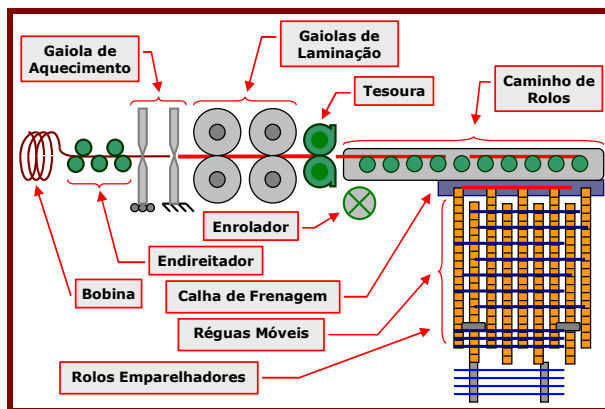 Gaiola de
Aquecimento
Gaiolas de
Laminação
Tesoura
Caminho de
Rolos
Enrolador
Endireitador
Bobina
Calha de Frenagem
Réguas Móveis
Rolos Emparelhadores